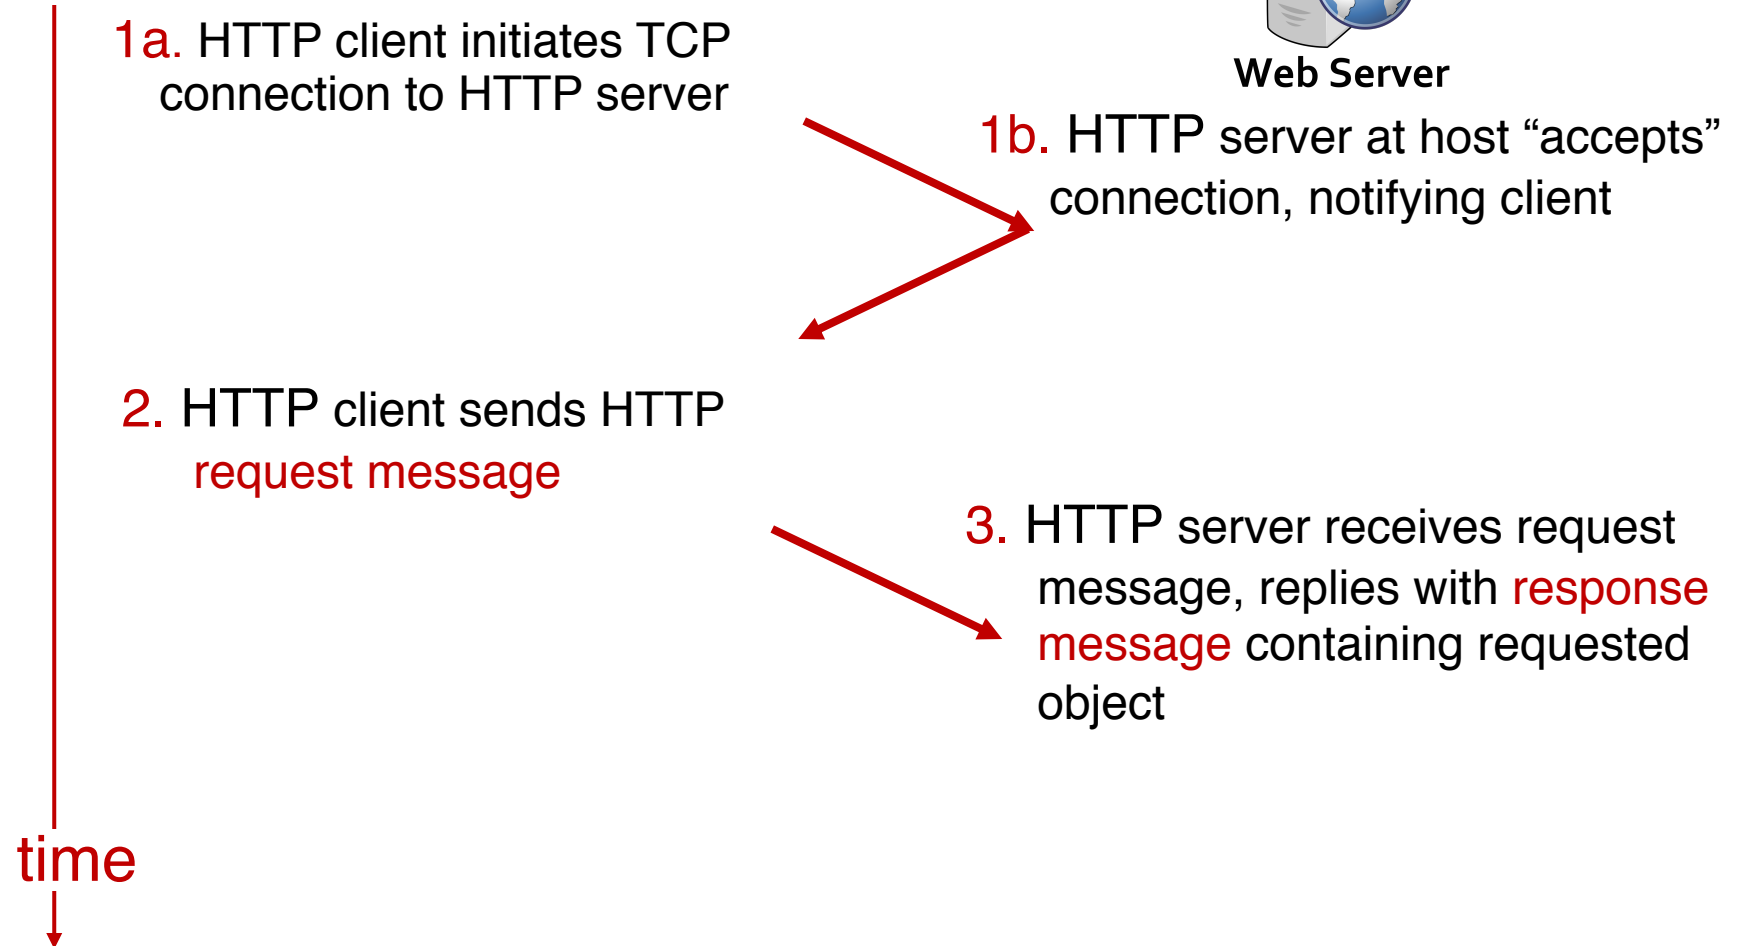 1a. HTTP client initiates TCP
connection to HTTP server
Web Server
1b. HTTP server at host “accepts”
connection, notifying client
2. HTTP client sends HTTP
request message
3. HTTP server receives request
message, replies with response
message containing requested
object
time